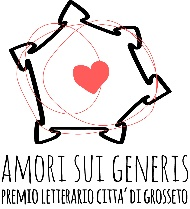 AMORI SUI GENERIS
PREMIO LETTERARIO CITTA' DI GROSSETO